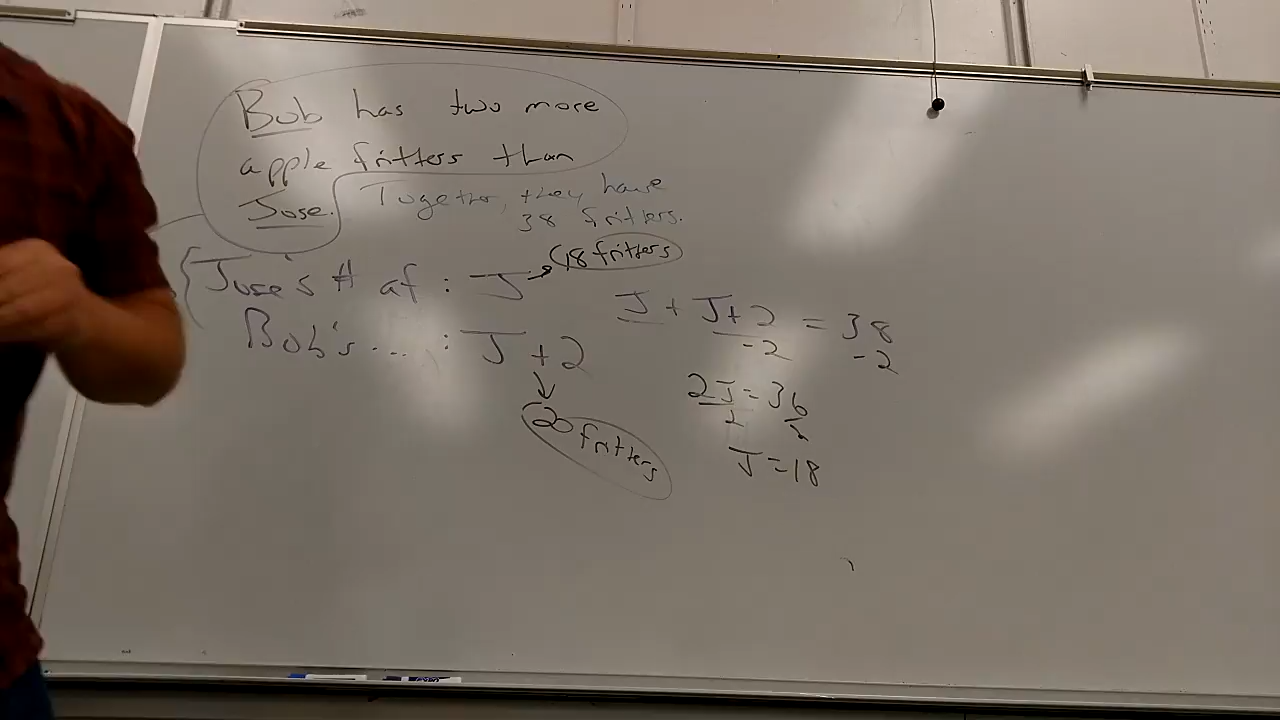 Bob has two more
apple fritters than
Jose. Together, they have
38 fritters.
Jose's # af : J → 18 fritters
Bob's ... : J + 2
20 fritters
J + J + 2 = 38
-2 -2
2J = 36
2 2
J = 18